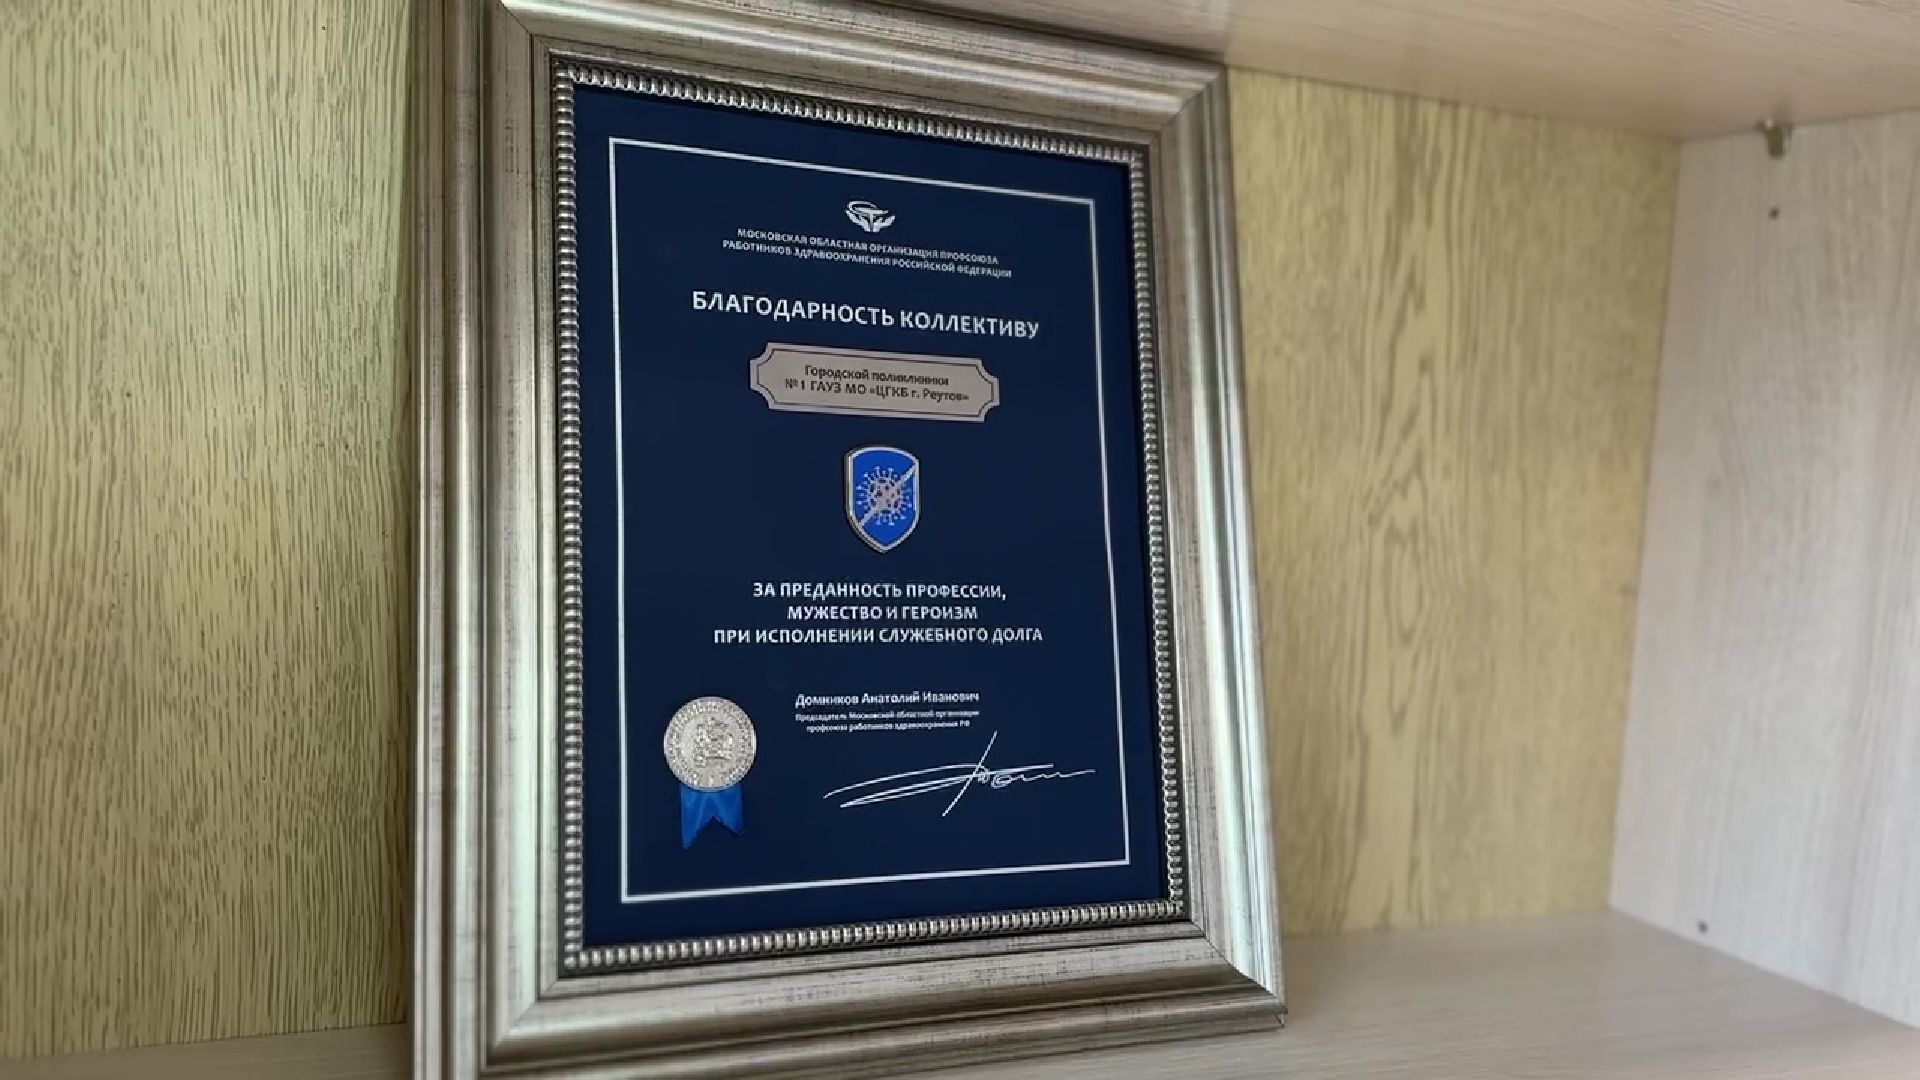 МОСКОВСКАЯ ОБЛАСТНАЯ ОРГАНИЗАЦИЯ ПРОФСОЮЗА
РАБОТНИКОВ ЗДРАВООХРАНЕНИЯ РОССИЙСКОЙ ФЕДЕРАЦИИ
БЛАГОДАРНОСТЬ КОЛЛЕКТИВУ
Городской поликлиники
№1 ГАУЗ МО «ЦГКБ г. Реутов»
ЗА ПРЕДАННОСТЬ ПРОФЕССИИ,
МУЖЕСТВО И ГЕРОИЗМ
ПРИ ИСПОЛНЕНИИ СЛУЖЕБНОГО ДОЛГА
Домников Анатолий Иванович
Председатель Московской областной организации
профсоюза работников здравоохранения РФ